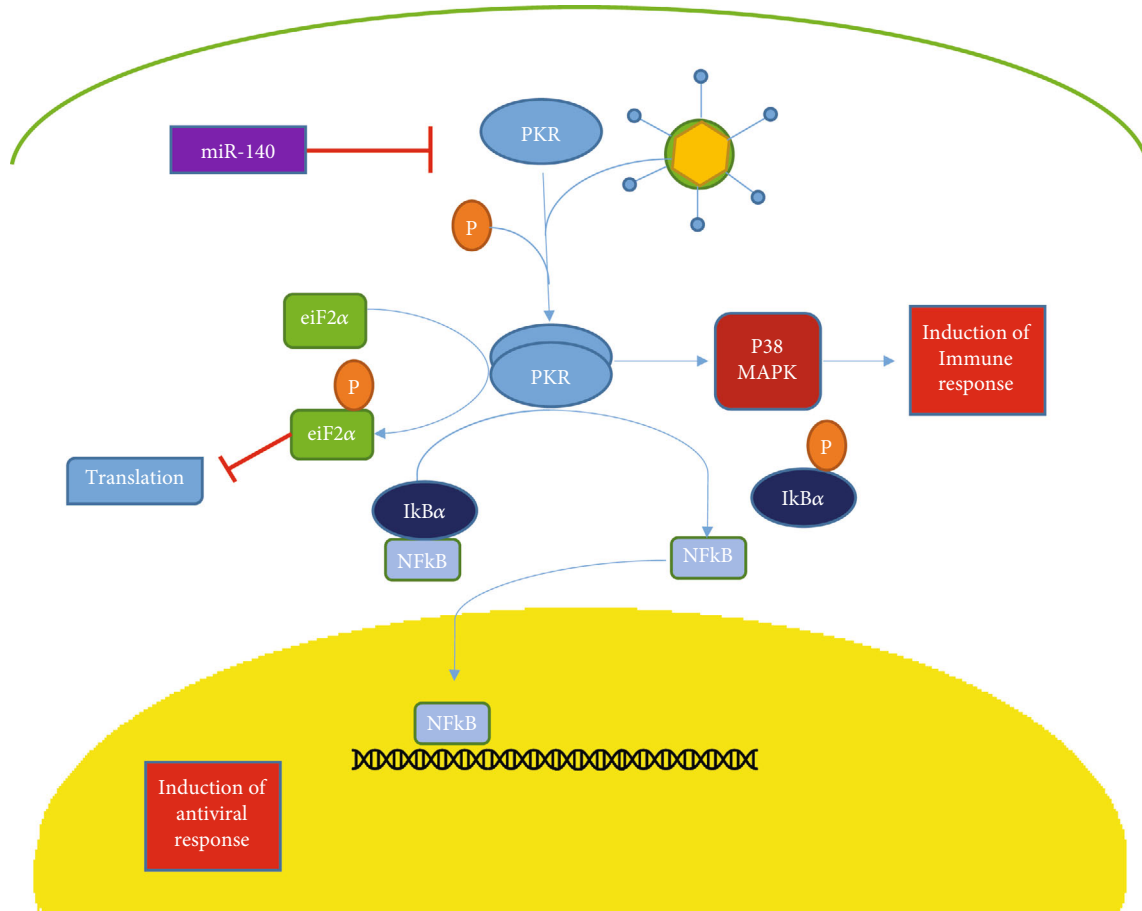 PKR
miR-140
P
eiF2α
P
eiF2α
Translation
PKR
P38
MAPK
Induction of
Immune
response
P
IkBα
IkBα
NFkB
NFkB
NFkB
Induction of
antiviral
response